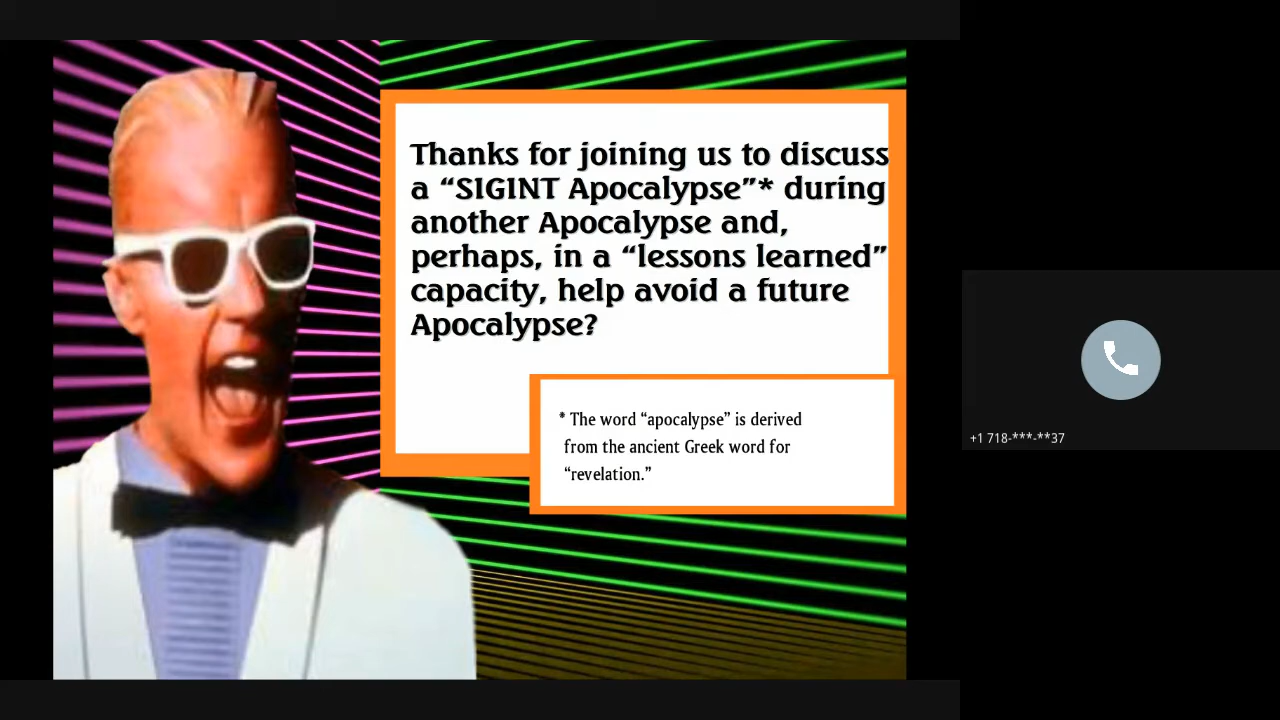 Thanks for joining us to discuss
a “SIGINT Apocalypse”* during
another Apocalypse and,
perhaps, in a “lessons learned”
capacity, help avoid a future
Apocalypse?
* The word “apocalypse” is derived
from the ancient Greek word for
“revelation.”
+1 718-***-**37